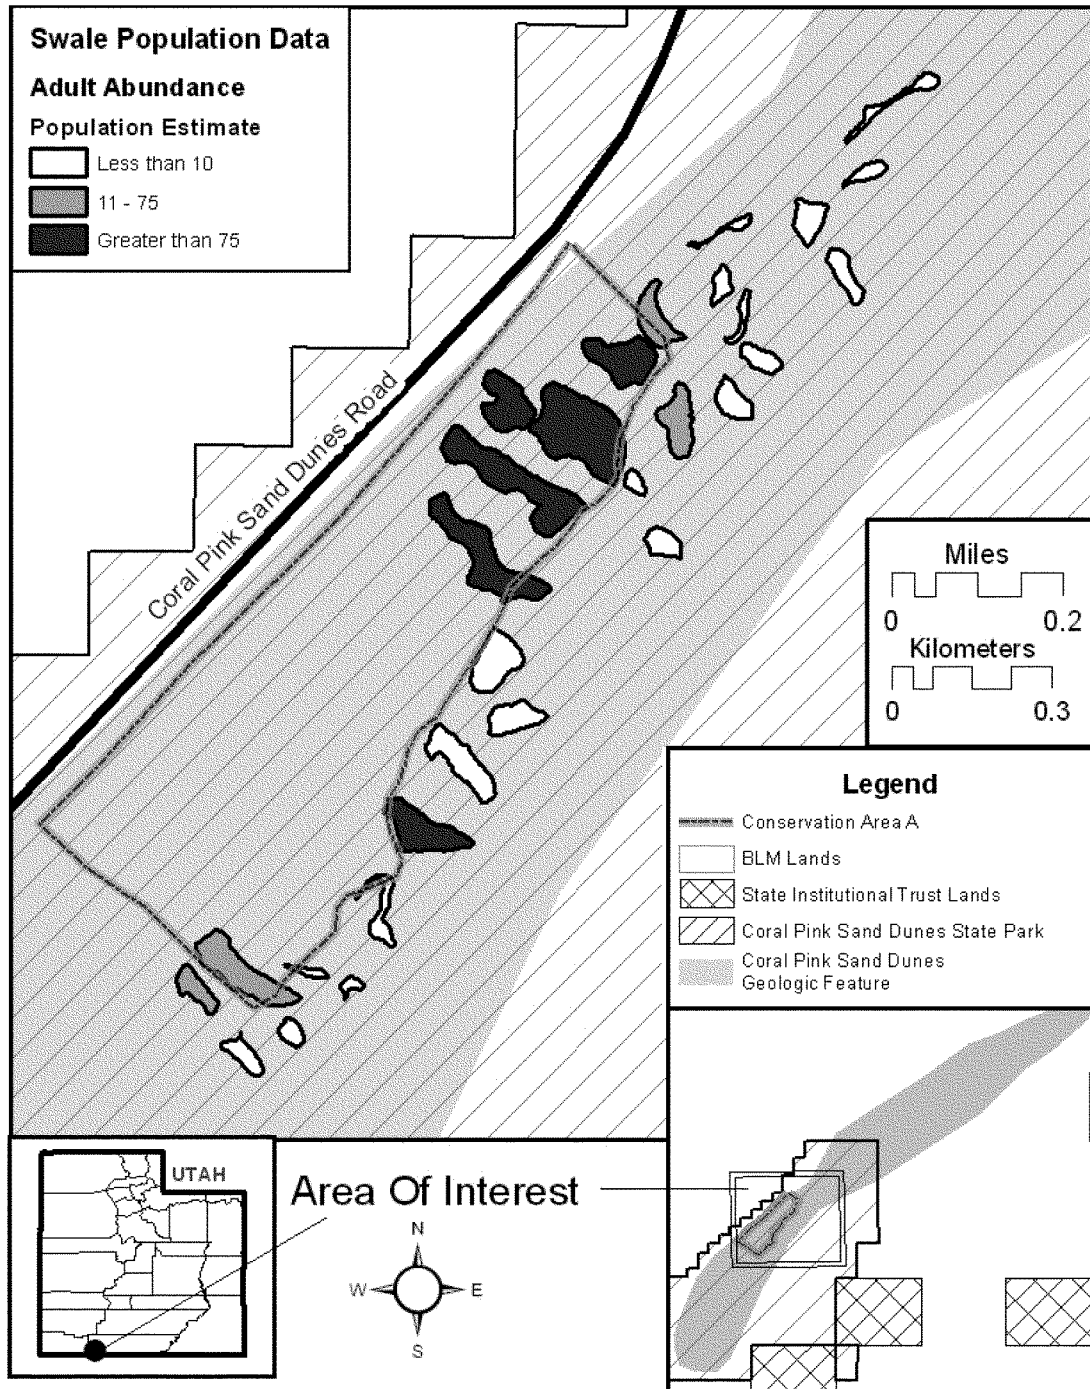 Swale Population Data
Adult Abundance
Population Estimate
Less than 10
11 - 75
Greater than 75
Coral Pink Sand Dunes Road
Miles
0 0.2
Kilometers
0 0.3
Legend
Conservation Area A
BLM Lands
State Institutional Trust Lands
Coral Pink Sand Dunes State Park
Coral Pink Sand Dunes
Geologic Feature
UTAH
Area Of Interest
N
W E
S